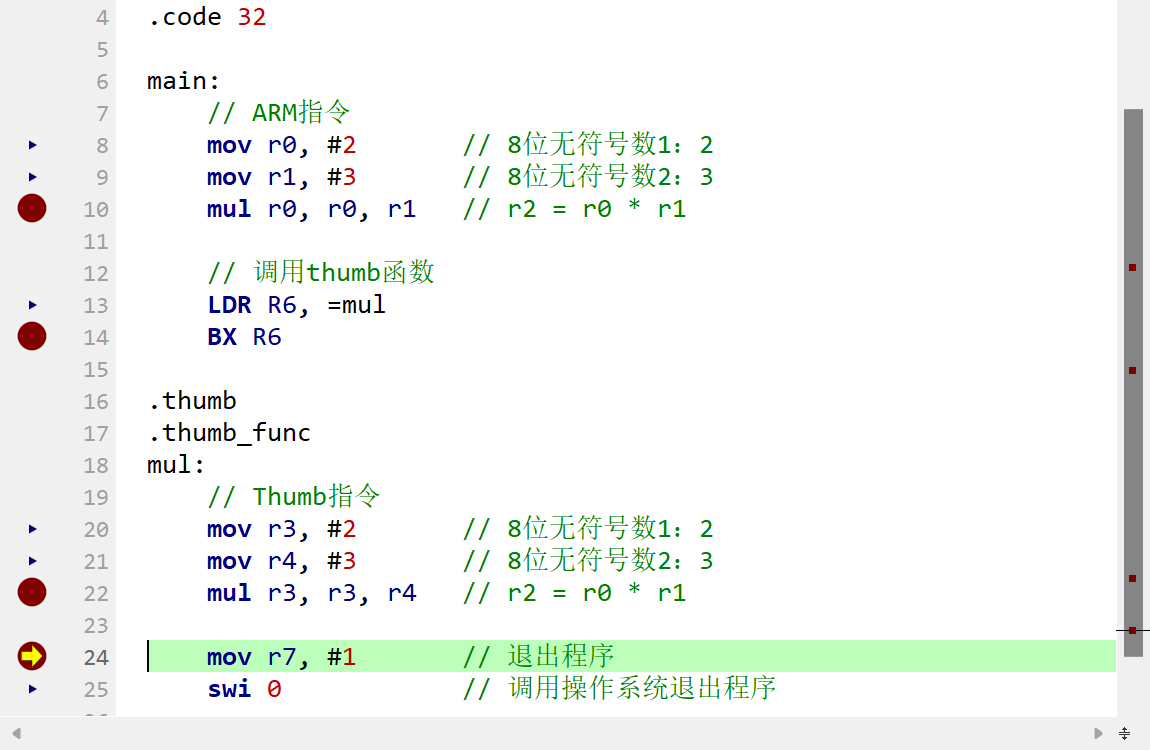 4 .code 32
5
6 main:
7 // ARM指令
8 mov r0, #2 // 8位无符号数1：2
9 mov r1, #3 // 8位无符号数2：3
10 mul r0, r0, r1 // r2 = r0 * r1
11
12 // 调用thumb函数
13 LDR R6, =mul
14 BX R6
15
16 .thumb
17 .thumb_func
18 mul:
19 // Thumb指令
20 mov r3, #2 // 8位无符号数1：2
21 mov r4, #3 // 8位无符号数2：3
22 mul r3, r3, r4 // r2 = r0 * r1
23
24 mov r7, #1 // 退出程序
25 swi 0 // 调用操作系统退出程序